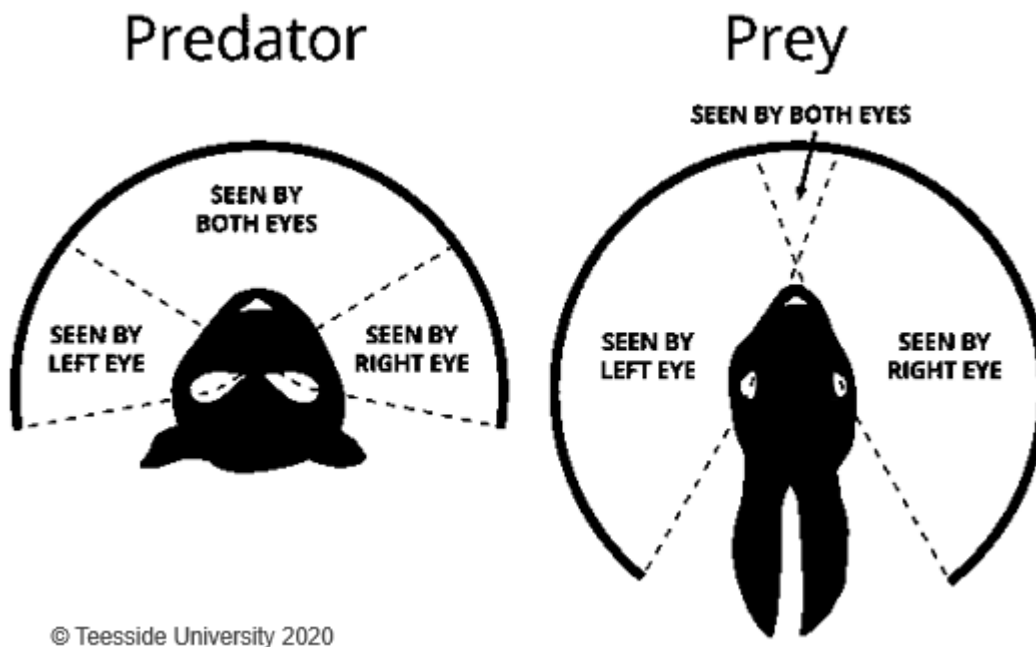 Predator
SEEN BY
BOTH EYES
SEEN BY
LEFT EYE
SEEN BY
RIGHT EYE
Prey
SEEN BY BOTH EYES
SEEN BY
LEFT EYE
SEEN BY
RIGHT EYE
© Teesside University 2020